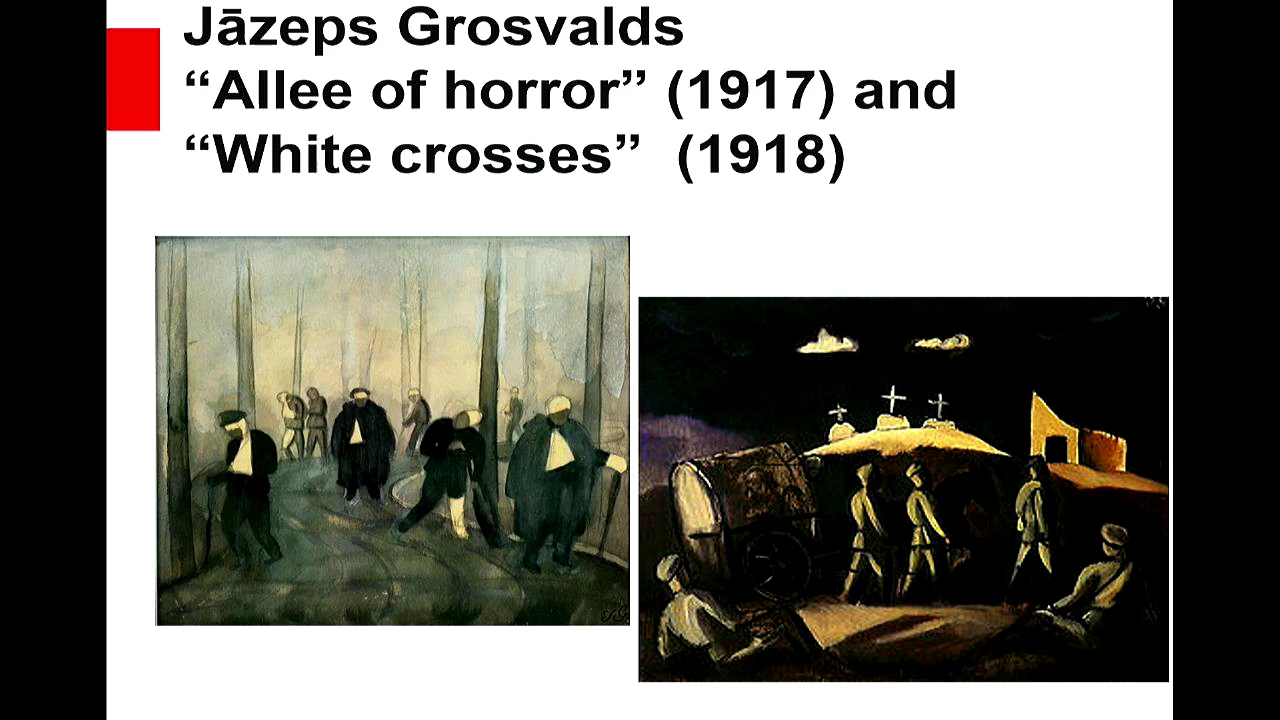 Jāzeps Grosvalds
“Allee of horror” (1917) and
“White crosses” (1918)